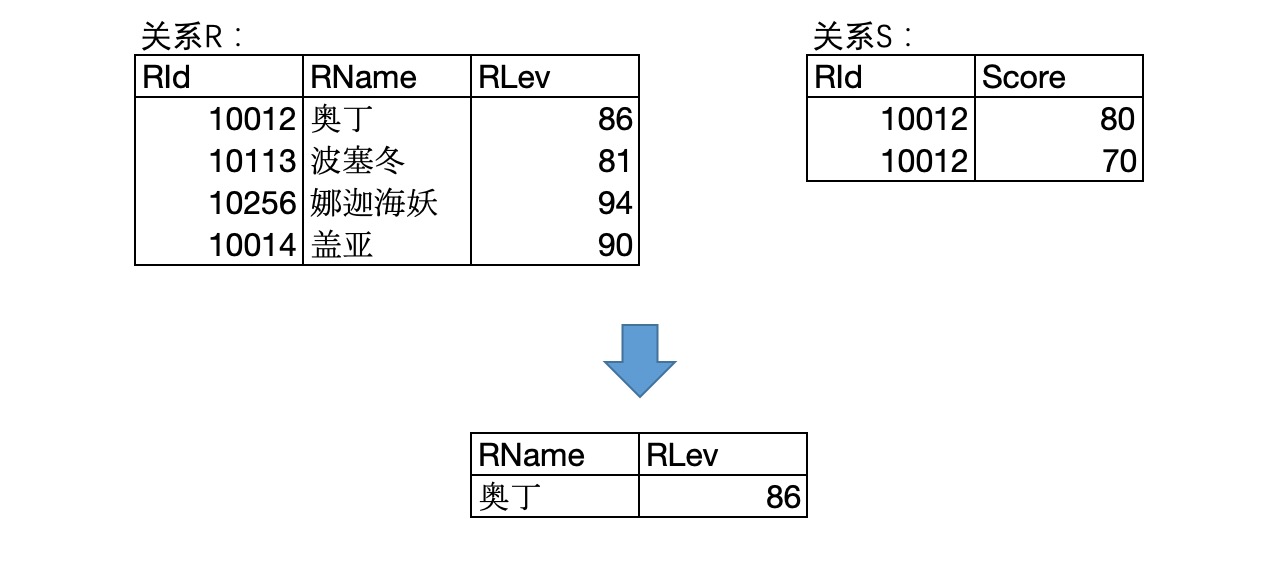 关系R：
RId RName RLev
10012 奥丁 86
10113 波塞冬 81
10256 娜迦海妖 94
10014 盖亚 90
关系S：
RId Score
10012 80
10012 70
RName RLev
奥丁 86